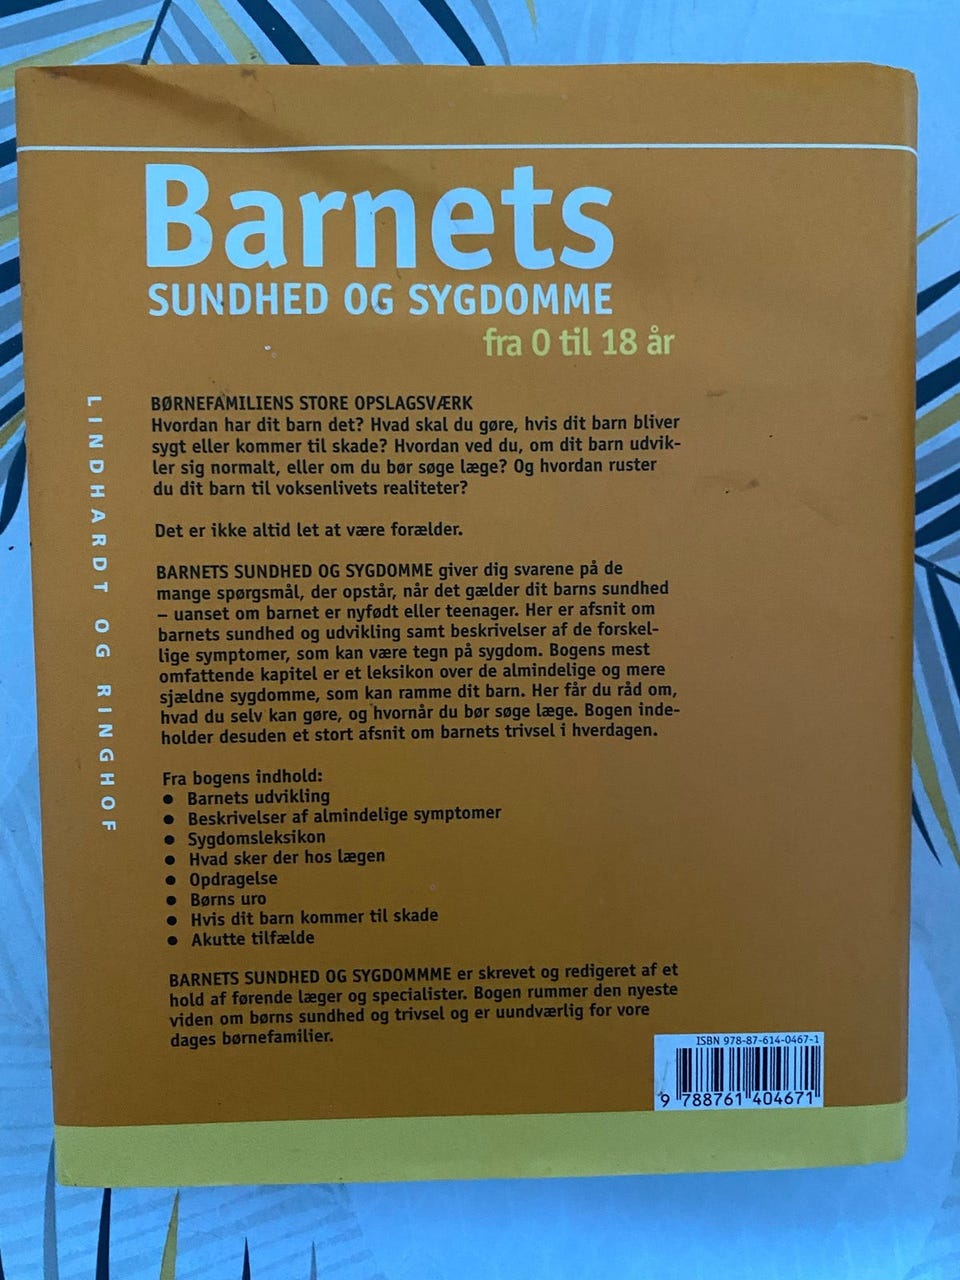 Barnets
SUNDHED OG SYGDOMME
fra 0 til 18 år
LINDHARDT OG RINGHOF
BØRNEFAMILIENS STORE OPSLAGSVÆRK
Hvordan har dit barn det? Hvad skal du gøre, hvis dit barn bliver
sygt eller kommer til skade? Hvordan ved du, om dit barn udvik-
ler sig normalt, eller om du bør søge læge? Og hvordan ruster
du dit barn til voksenlivets realiteter?
Det er ikke altid let at være forælder.
BARNETS SUNDHED OG SYGDOMME giver dig svarene på de
mange spørgsmål, der opstår, når det gælder dit barns sundhed
– uanset om barnet er nyfødt eller teenager. Her er afsnit om
barnets sundhed og udvikling samt beskrivelser af de forskel-
lige symptomer, som kan være tegn på sygdom. Bogens mest
omfattende kapitel er et leksikon over de almindelige og mere
sjældne sygdomme, som kan ramme dit barn. Her får du råd om,
hvad du selv kan gøre, og hvornår du bør søge læge. Bogen inde-
holder desuden et stort afsnit om barnets trivsel i hverdagen.
Fra bogens indhold:
● Barnets udvikling
● Beskrivelser af almindelige symptomer
● Sygdomsleksikon
● Hvad sker der hos lægen
● Opdragelse
● Børns uro
● Hvis dit barn kommer til skade
● Akutte tilfælde
BARNETS SUNDHED OG SYGDOMMME er skrevet og redigeret af et
hold af førende læger og specialister. Bogen rummer den nyeste
viden om børns sundhed og trivsel og er uundværlig for vore
dages børnefamilier.
ISBN 978-87-614-0467-1
9 788761 404671